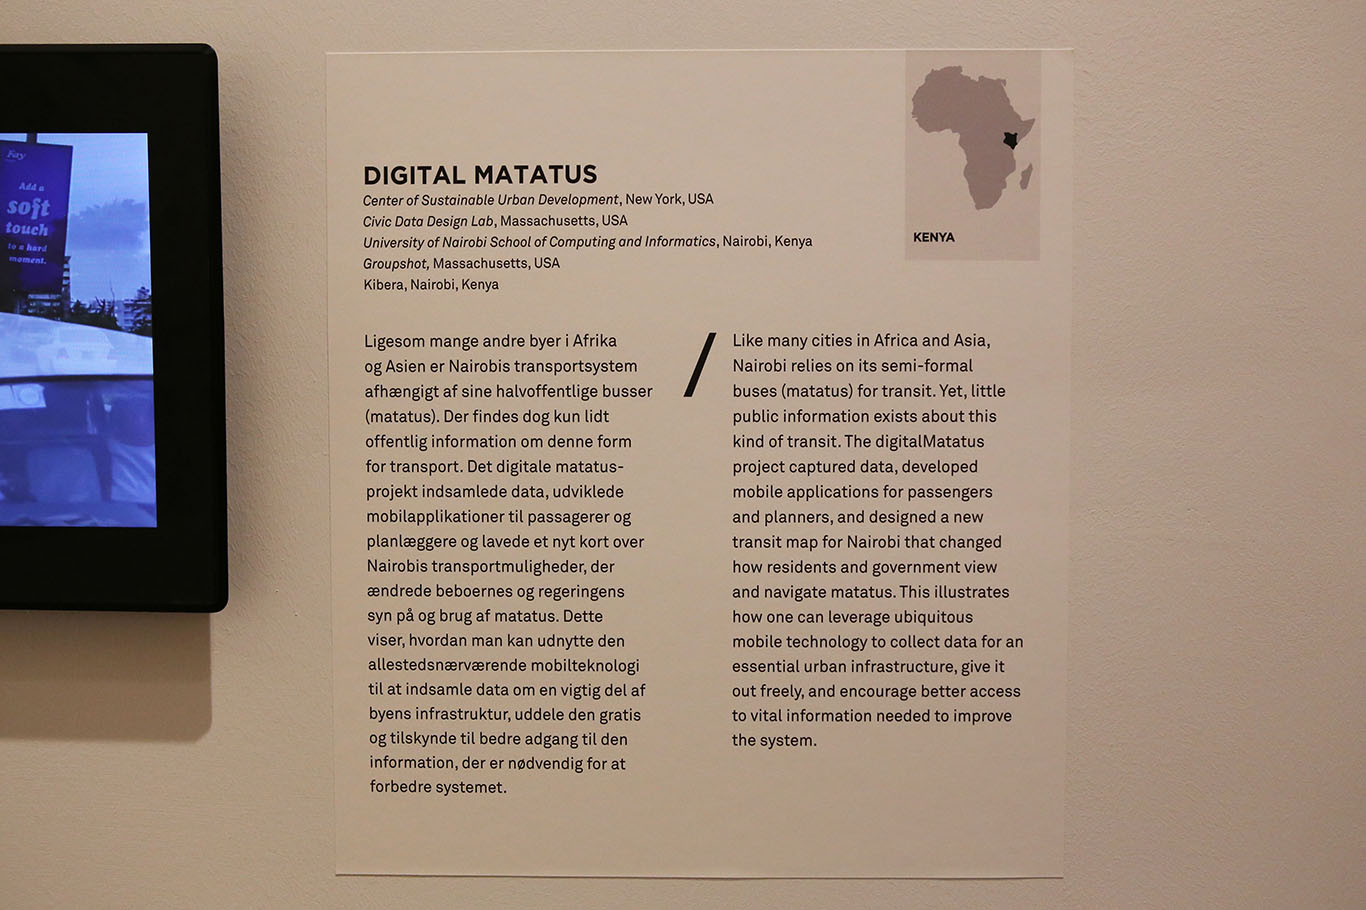 Fay
Add a
soft
touch
to a hard
moment.
DIGITAL MATATUS
Center of Sustainable Urban Development, New York, USA
Civic Data Design Lab, Massachusetts, USA
University of Nairobi School of Computing and Informatics, Nairobi, Kenya
Groupshot, Massachusetts, USA
Kibera, Nairobi, Kenya
KENYA
Ligesom mange andre byer i Afrika
og Asien er Nairobis transportsystem
afhængigt af sine halvoffentlige busser
(matatus). Der findes dog kun lidt
offentlig information om denne form
for transport. Det digitale matatus-
projekt indsamlede data, udviklede
mobilapplikationer til passagerer og
planlæggere og lavede et nyt kort over
Nairobis transportmuligheder, der
ændrede beboernes og regeringens
syn på og brug af matatus. Dette
viser, hvordan man kan udnytte den
allestedsnærværende mobilteknologi
til at indsamle data om en vigtig del af
byens infrastruktur, uddele den gratis
og tilskynde til bedre adgang til den
information, der er nødvendig for at
forbedre systemet.
/
Like many cities in Africa and Asia,
Nairobi relies on its semi-formal
buses (matatus) for transit. Yet, little
public information exists about this
kind of transit. The digitalMatatus
project captured data, developed
mobile applications for passengers
and planners, and designed a new
transit map for Nairobi that changed
how residents and government view
and navigate matatus. This illustrates
how one can leverage ubiquitous
mobile technology to collect data for an
essential urban infrastructure, give it
out freely, and encourage better access
to vital information needed to improve
the system.